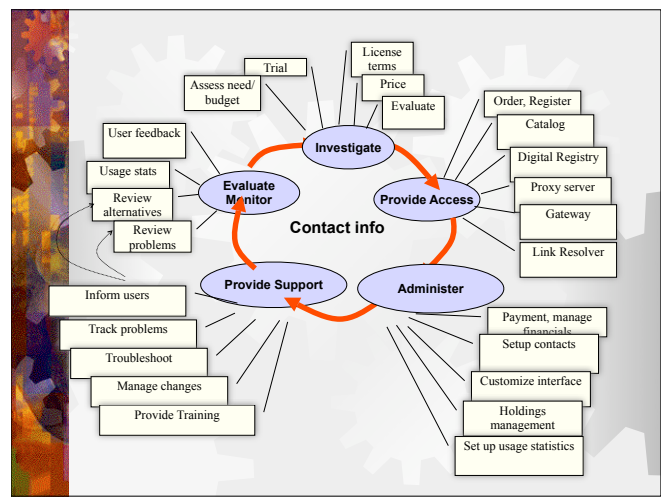 Trial
License
terms
Price
Evaluate
Assess need/
budget
Investigate
Order, Register
Catalog
Digital Registry
Proxy server
Gateway
Link Resolver
Provide Access
User feedback
Usage stats
Review
alternatives
Review
problems
Evaluate
Monitor
Contact info
Provide Support
Administer
Inform users
Track problems
Troubleshoot
Manage changes
Provide Training
Payment, manage
financials
Setup contacts
Customize interface
Holdings
management
Set up usage statistics